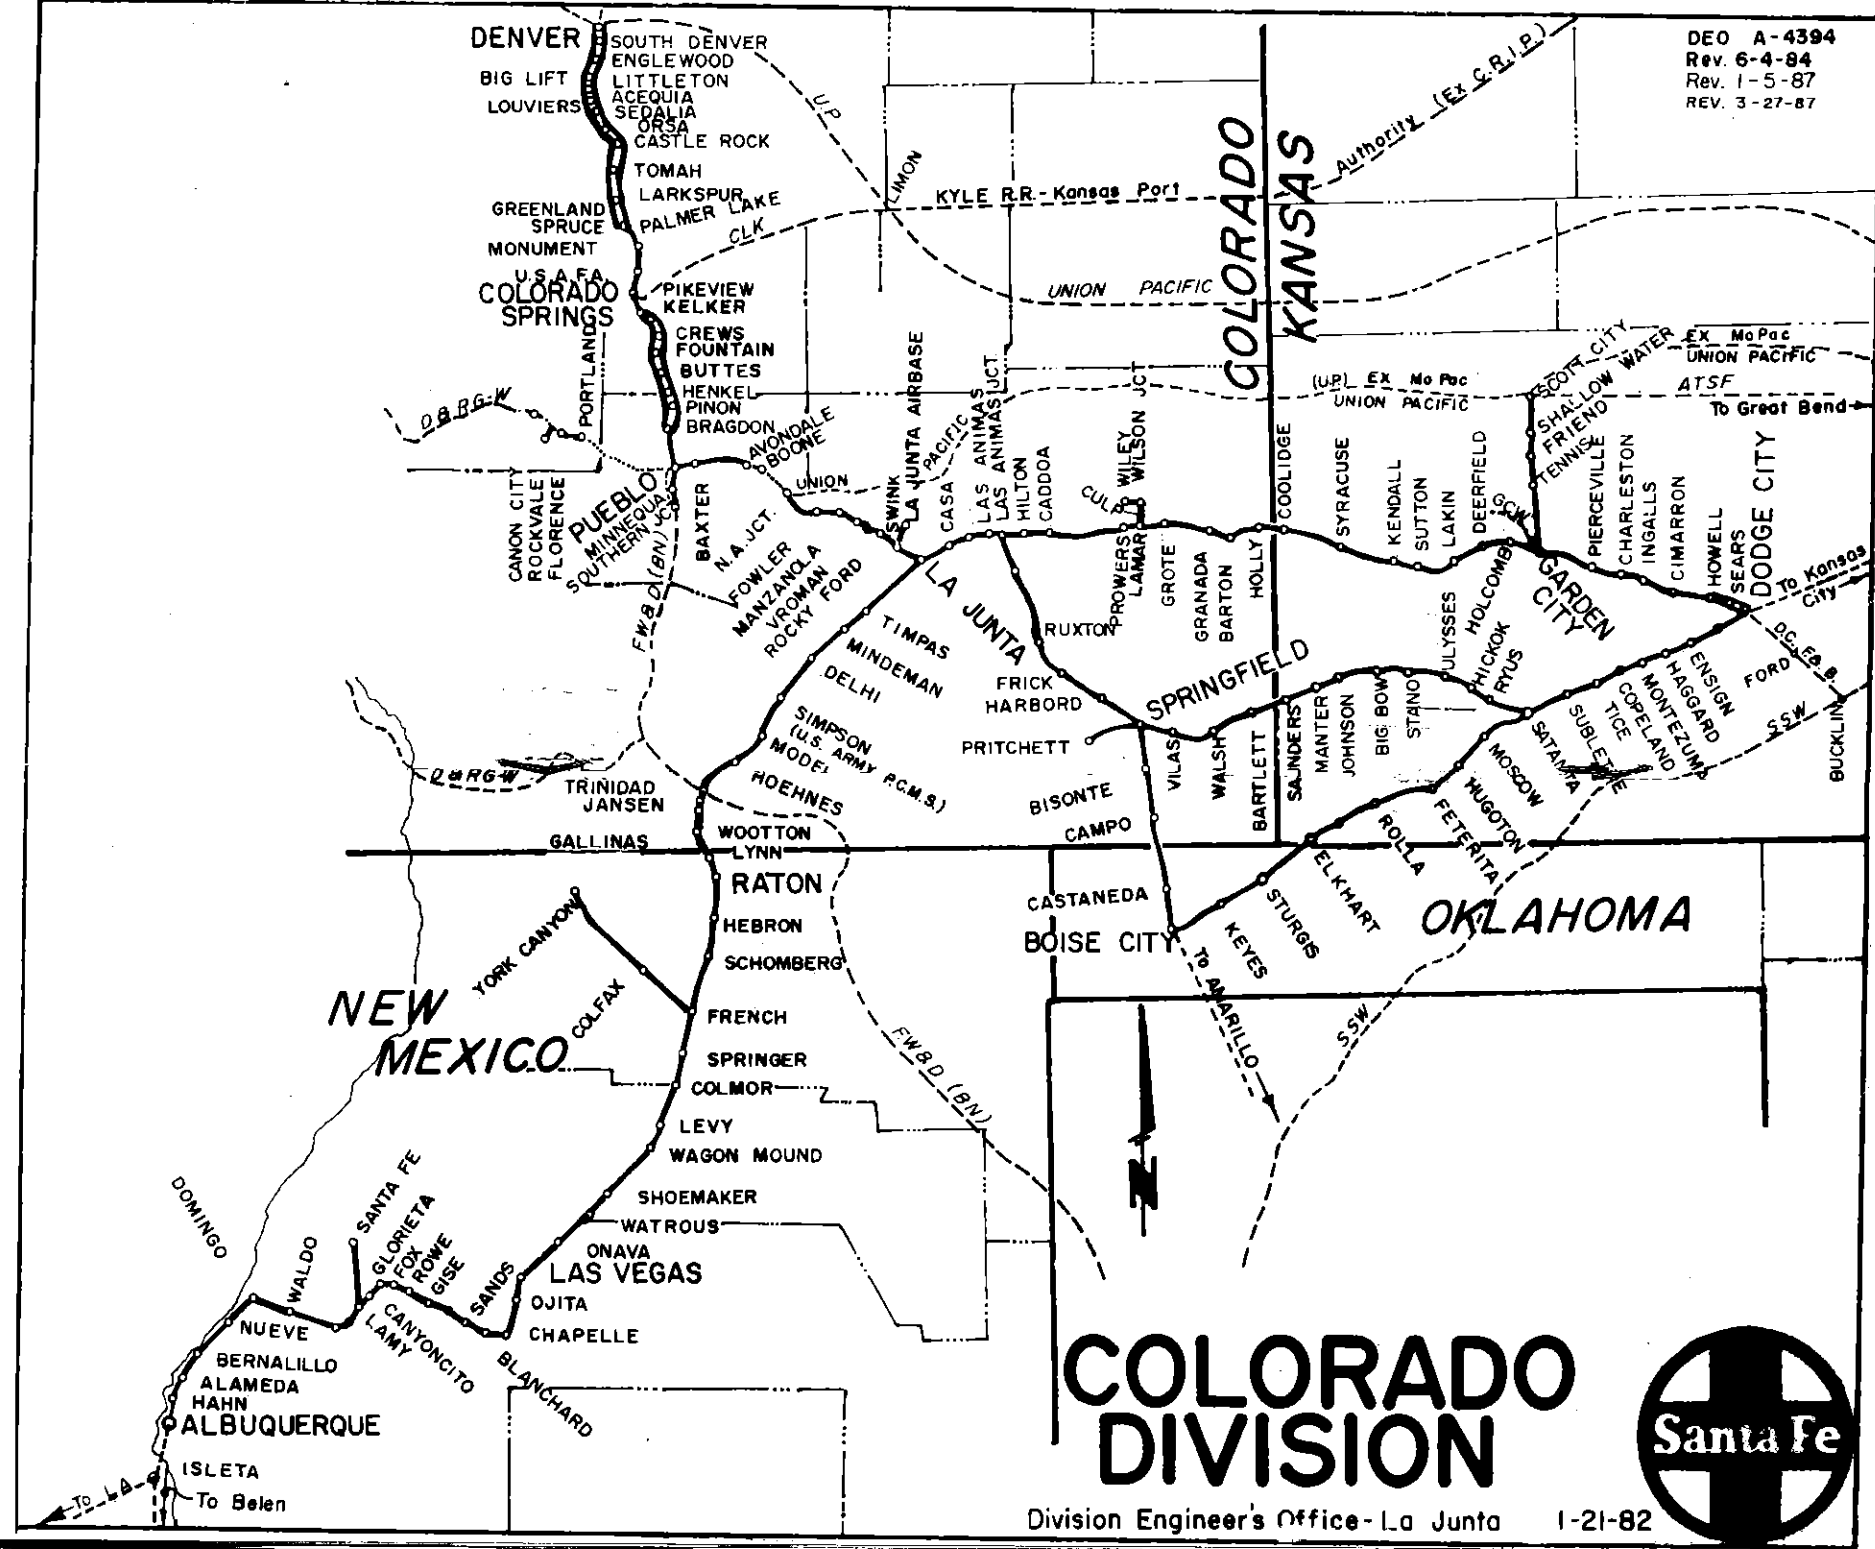 DEO A-4394
Rev. 6-4-84
Rev. 1-5-87
REV. 3-27-87
DENVER
SOUTH DENVER
ENGLEWOOD
BIG LIFT
LITTLETON
ACEQUIA
LOUVIERS
SEDALIA
ORSA
CASTLE ROCK
TOMAH
LARKSPUR
GREENLAND
SPRUCE
PALMER LAKE
MONUMENT
U.S.A.F.A.
COLORADO
SPRINGS
PIKEVIEW
KELKER
CREWS
FOUNTAIN
BUTTES
HENKEL
PINON
BRAGDON
PORTLAND
D&RG-W
CANON CITY
ROCKVALE
FLORENCE
PUEBLO
MINNEQUA
SOUTHERN JCT.
FW&D (BN)
BAXTER
AVONDALE
BOONE
N.A. JCT.
FOWLER
MANZANOLA
VROMAN
ROCKY FORD
U.P.
LIMON
CLK
KYLE R.R.-Kansas Port
Authority (Ex C.R.I.P.)
UNION PACIFIC
COLORADO
KANSAS
UNION
PACIFIC
SWINK
LA JUNTA AIRBASE
CASA
LAS ANIMAS
LAS ANIMAS JCT.
HILTON
CADDOA
CULP
WILEY
WILSON JCT
PROWERS
LAMAR
GROTE
GRANADA
BARTON
HOLLY
COOLIDGE
SYRACUSE
KENDALL
SUTTON
LAKIN
DEERFIELD
GCW
HOLCOMB
(UP) EX Mo Pac
UNION PACIFIC
SCOTT CITY
SHALLOW WATER
FRIEND
TENNIS
EX MoPac
UNION PACIFIC
ATSF
To Great Bend
GARDEN
CITY
PIERCEVILLE
CHARLESTON
INGALLS
CIMARRON
HOWELL
SEARS
DODGE CITY
To Kansas
City
D.C.F.&B.
FORD
BUCKLIN
SSW
LA JUNTA
TIMPAS
MINDEMAN
DELHI
SIMPSON
(U.S. ARMY P.C.M.S.)
MODEL
HOEHNES
D&RG-W
TRINIDAD
JANSEN
GALLINAS
WOOTTON
LYNN
RUXTON
FRICK
HARBORD
PRITCHETT
SPRINGFIELD
VILAS
WALSH
BARTLETT
SAUNDERS
MANTER
JOHNSON
BIG BOW
STANO
ULYSSES
HICKOK
RYUS
SATANTA
SUBLETTE
TICE
COPELAND
MONTEZUMA
HAGGARD
ENSIGN
MOSCOW
HUGOTON
FETERITA
ROLLA
ELKHART
STURGIS
KEYES
BISONTE
CAMPO
CASTANEDA
BOISE CITY
To AMARILLO
OKLAHOMA
SSW
RATON
HEBRON
SCHOMBERG
YORK CANYON
COLFAX
FRENCH
SPRINGER
COLMOR
LEVY
WAGON MOUND
SHOEMAKER
WATROUS
ONAVA
LAS VEGAS
OJITA
CHAPELLE
BLANCHARD
SANDS
GISE
ROWE
FOX
GLORIETA
SANTA FE
CANYONCITO
LAMY
WALDO
DOMINGO
NUEVE
BERNALILLO
ALAMEDA
HAHN
ALBUQUERQUE
ISLETA
To LA
To Belen
NEW
MEXICO
FW&D (BN)
N
COLORADO
DIVISION
Santa Fe
Division Engineer's Office-La Junta 1-21-82